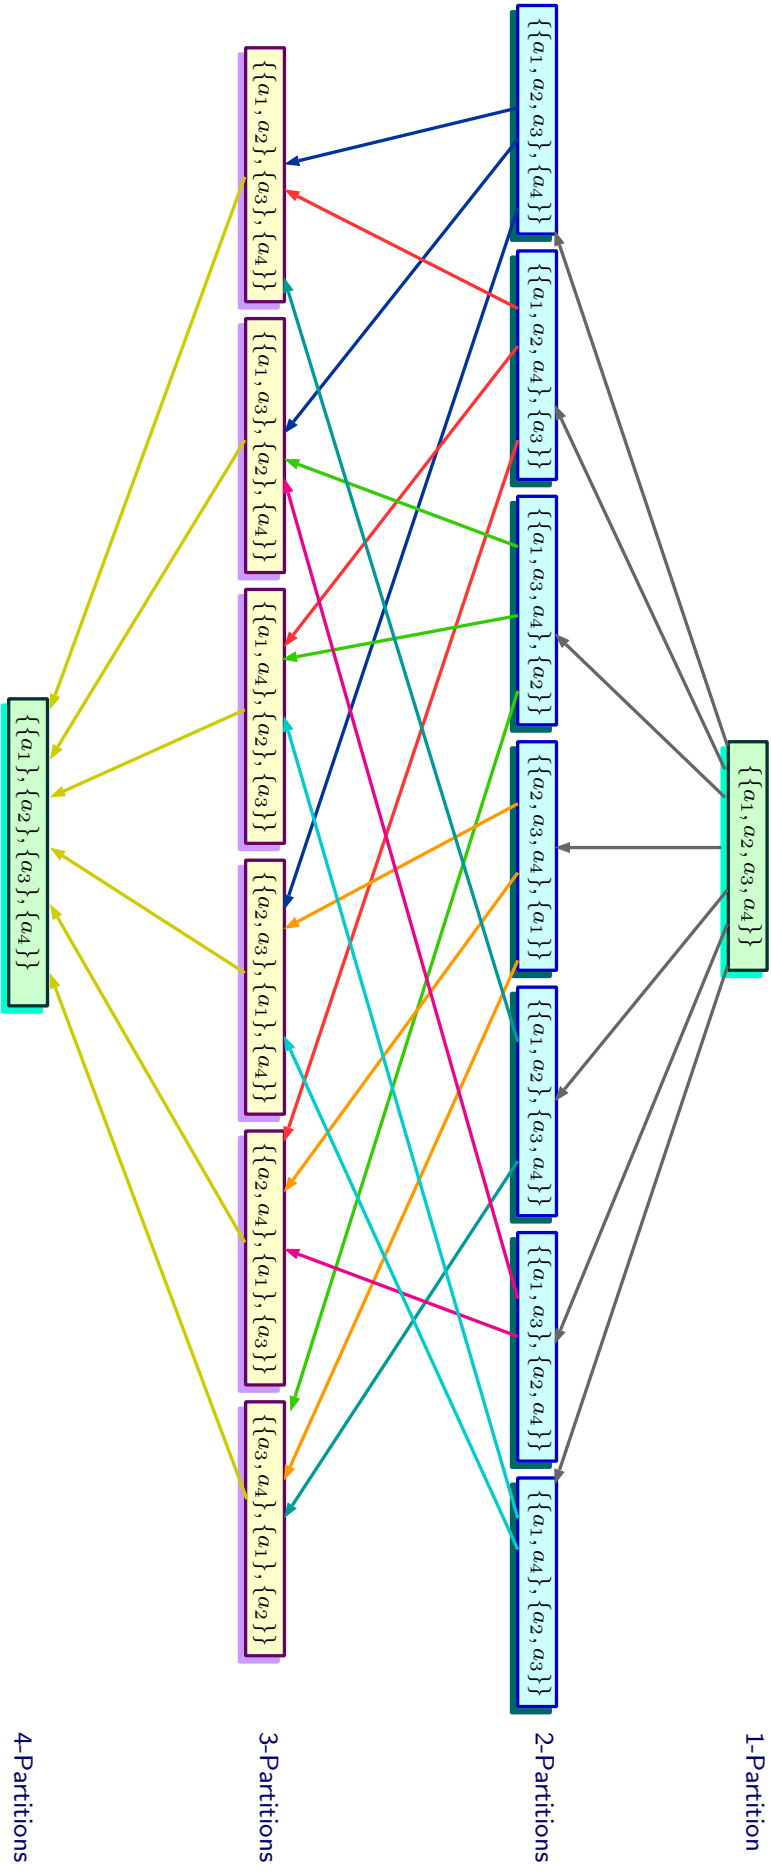 {{a₁, a₂, a₃, a₄}}
1-Partition
{{a₁, a₂, a₃}, {a₄}}
{{a₁, a₂, a₄}, {a₃}}
{{a₁, a₃, a₄}, {a₂}}
{{a₂, a₃, a₄}, {a₁}}
{{a₁, a₂}, {a₃, a₄}}
{{a₁, a₃}, {a₂, a₄}}
{{a₁, a₄}, {a₂, a₃}}
2-Partitions
{{a₁, a₂}, {a₃}, {a₄}}
{{a₁, a₃}, {a₂}, {a₄}}
{{a₁, a₄}, {a₂}, {a₃}}
{{a₂, a₃}, {a₁}, {a₄}}
{{a₂, a₄}, {a₁}, {a₃}}
{{a₃, a₄}, {a₁}, {a₂}}
3-Partitions
{{a₁}, {a₂}, {a₃}, {a₄}}
4-Partitions